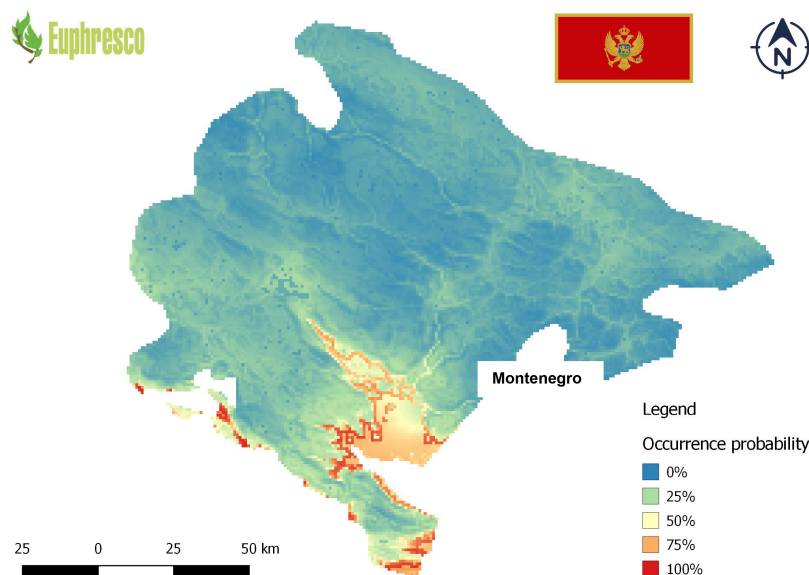 Euphresco
N
Montenegro
Legend
Occurrence probability
0%
25%
50%
75%
100%
25 0 25 50 km